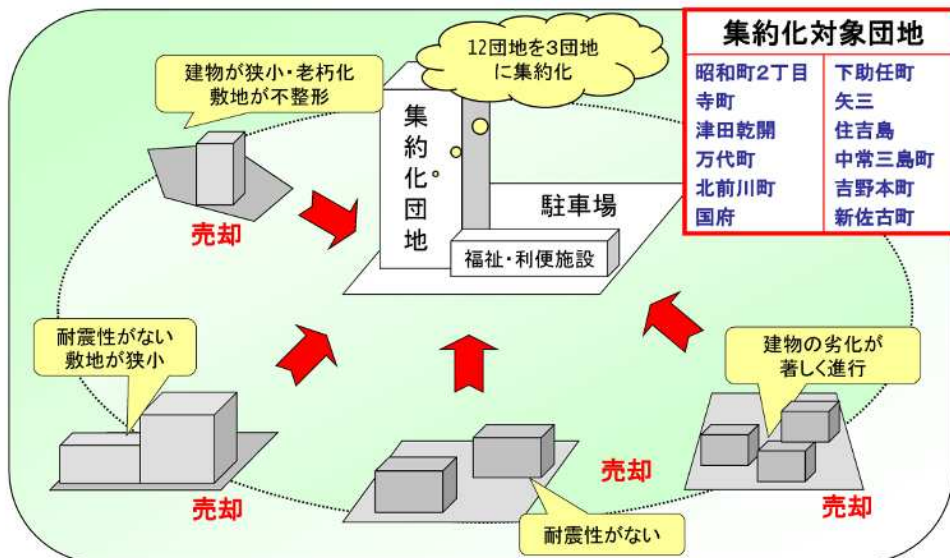 集約化対象団地
昭和町2丁目
寺町
津田乾開
万代町
北前川町
国府
下助任町
矢三
住吉島
中常三島町
吉野本町
新佐古町
12団地を3団地
に集約化
建物が狭小・老朽化
敷地が不整形
売却
集約化団地
駐車場
福祉・利便施設
耐震性がない
敷地が狭小
売却
耐震性がない
売却
建物の劣化が
著しく進行
売却